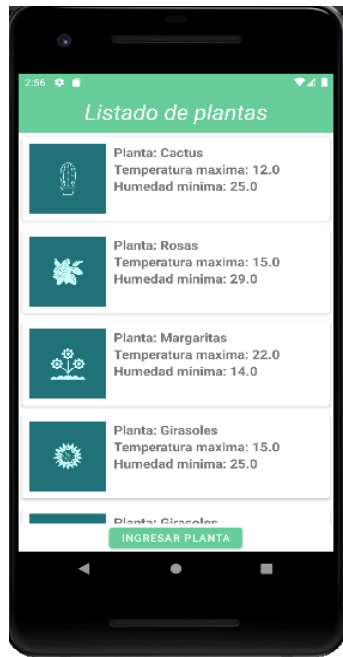 2:56
Listado de plantas
Planta: Cactus
Temperatura maxima: 12.0
Humedad minima: 25.0
Planta: Rosas
Temperatura maxima: 15.0
Humedad minima: 29.0
Planta: Margaritas
Temperatura maxima: 22.0
Humedad minima: 14.0
Planta: Girasoles
Temperatura maxima: 15.0
Humedad minima: 25.0
Planta: Girasoles
INGRESAR PLANTA